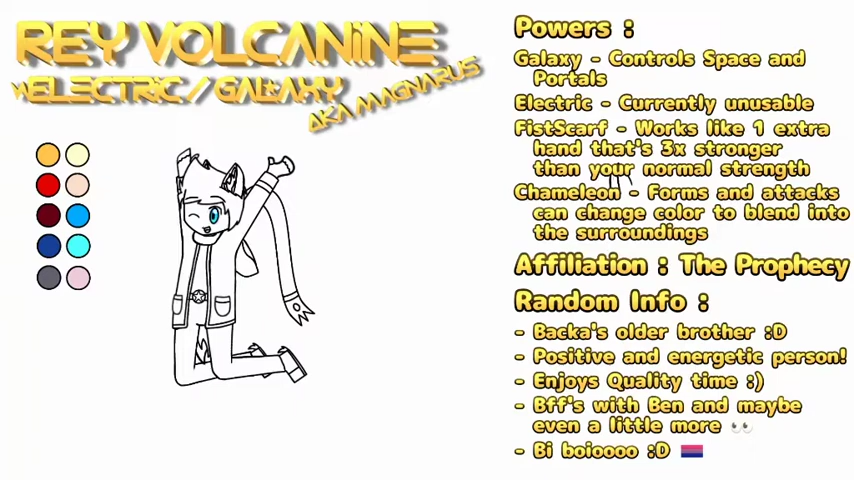 REY VOLCANINE
ELECTRIC / GALAXY
AKA MAGNARUS
Powers :
Galaxy - Controls Space and
Portals
Electric - Currently unusable
FistScarf - Works like 1 extra
hand that's 3x stronger
than your normal strength
Chameleon - Forms and attacks
can change color to blend into
the surroundings
Affiliation : The Prophecy
Random Info :
- Backa's older brother :D
- Positive and energetic person!
- Enjoys Quality time :)
- Bff's with Ben and maybe
even a little more 👀
- Bi boioooo :D